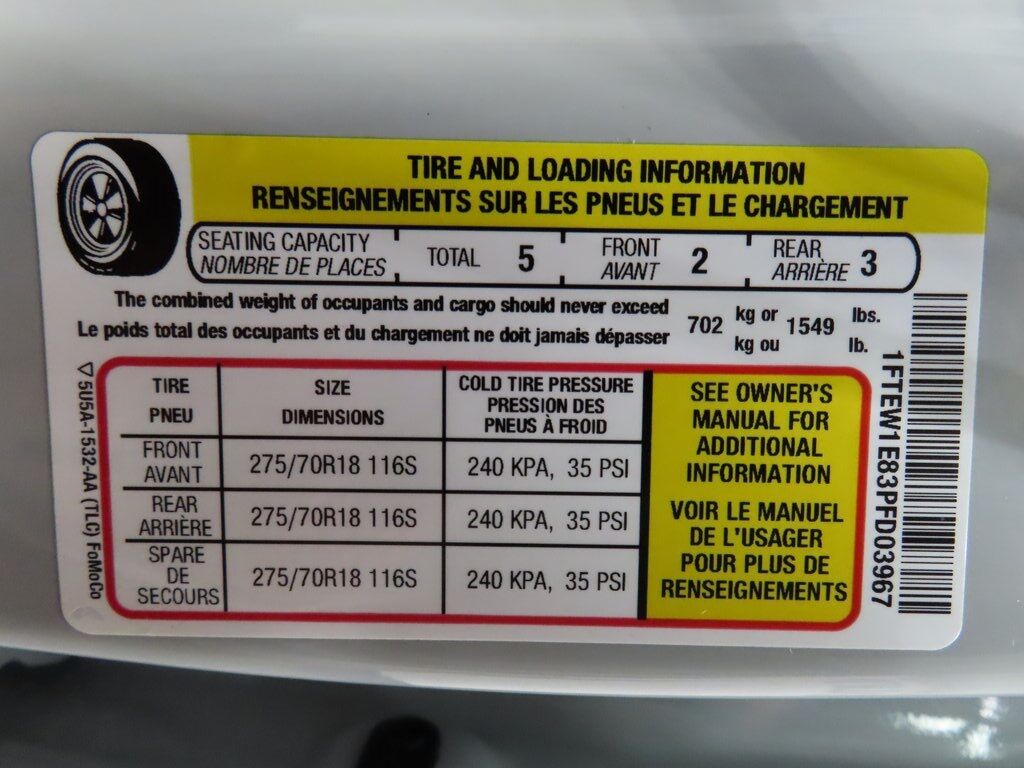 TIRE AND LOADING INFORMATION
RENSEIGNEMENTS SUR LES PNEUS ET LE CHARGEMENT
SEATING CAPACITY
NOMBRE DE PLACES
TOTAL 5
FRONT
AVANT
2
REAR
ARRIÈRE
3
The combined weight of occupants and cargo should never exceed
Le poids total des occupants et du chargement ne doit jamais dépasser
702
kg or
kg ou
1549
lbs.
lb.
TIRE
PNEU
SIZE
DIMENSIONS
COLD TIRE PRESSURE
PRESSION DES
PNEUS À FROID
FRONT
AVANT
275/70R18 116S
240 KPA, 35 PSI
REAR
ARRIÈRE
275/70R18 116S
240 KPA, 35 PSI
SPARE
DE
SECOURS
275/70R18 116S
240 KPA, 35 PSI
SEE OWNER'S
MANUAL FOR
ADDITIONAL
INFORMATION
VOIR LE MANUEL
DE L'USAGER
POUR PLUS DE
RENSEIGNEMENTS
1FTEW1E83PFD03967
▽5U5A-1532-AA (TLC) FoMoCo